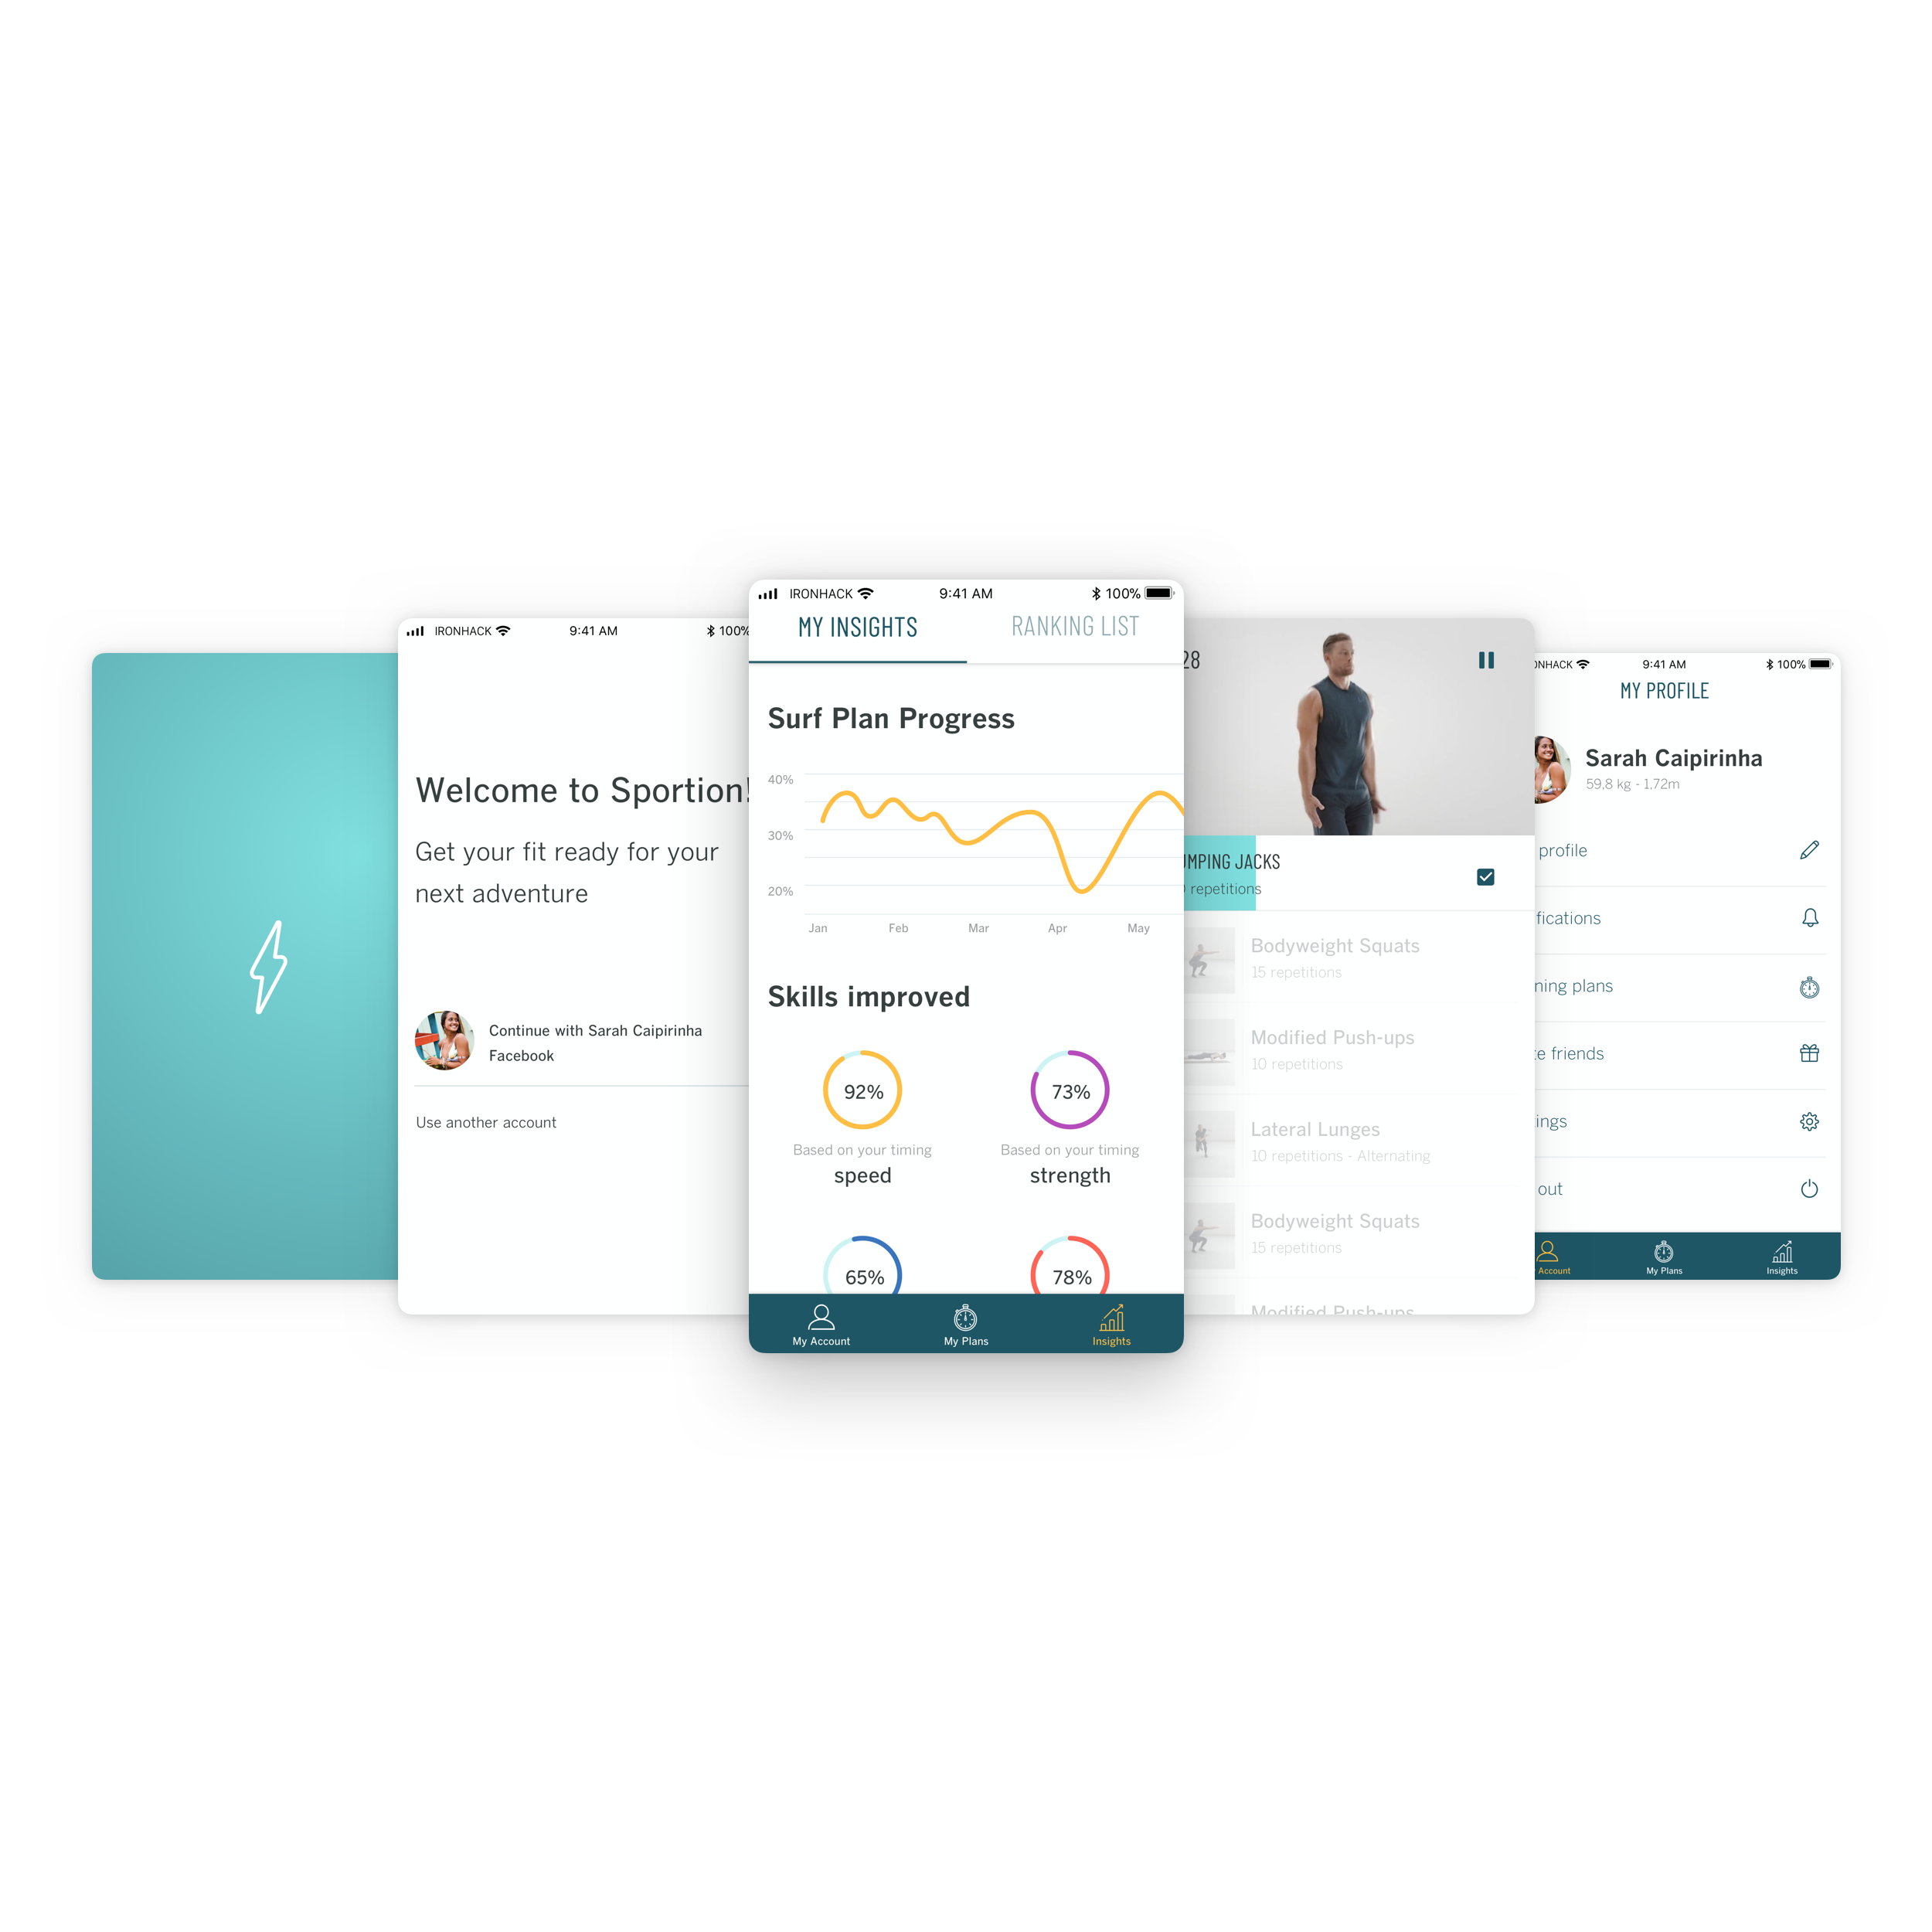 IRONHACK 9:41 AM 100%
Welcome to Sportion!
Get your fit ready for your
next adventure
Continue with Sarah Caipirinha
Facebook
Use another account
IRONHACK 9:41 AM 100%
MY INSIGHTS RANKING LIST
Surf Plan Progress
40%
30%
20%
Jan Feb Mar Apr May
Skills improved
92% 73%
Based on your timing Based on your timing
speed strength
65% 78%
My Account My Plans Insights
28
UMPING JACKS
repetitions
Bodyweight Squats
15 repetitions
Modified Push-ups
10 repetitions
Lateral Lunges
10 repetitions - Alternating
Bodyweight Squats
15 repetitions
Modified Push-ups
ONHACK 9:41 AM 100%
MY PROFILE
Sarah Caipirinha
59,8 kg - 1,72m
profile
fications
ning plans
te friends
ings
out
Account My Plans Insights